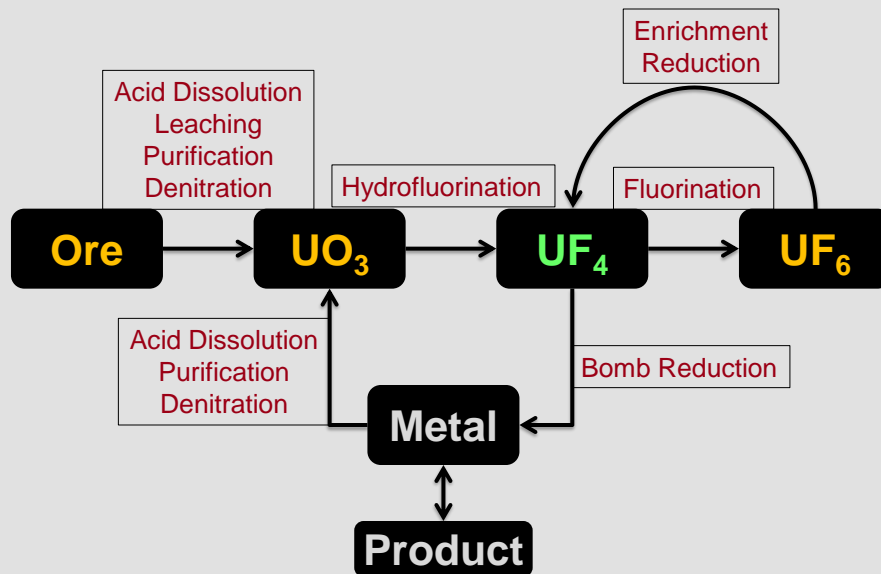 Enrichment
Reduction
Acid Dissolution
Leaching
Purification
Denitration
Hydrofluorination
Fluorination
Ore
UO₃
UF₄
UF₆
Acid Dissolution
Purification
Denitration
Bomb Reduction
Metal
Product